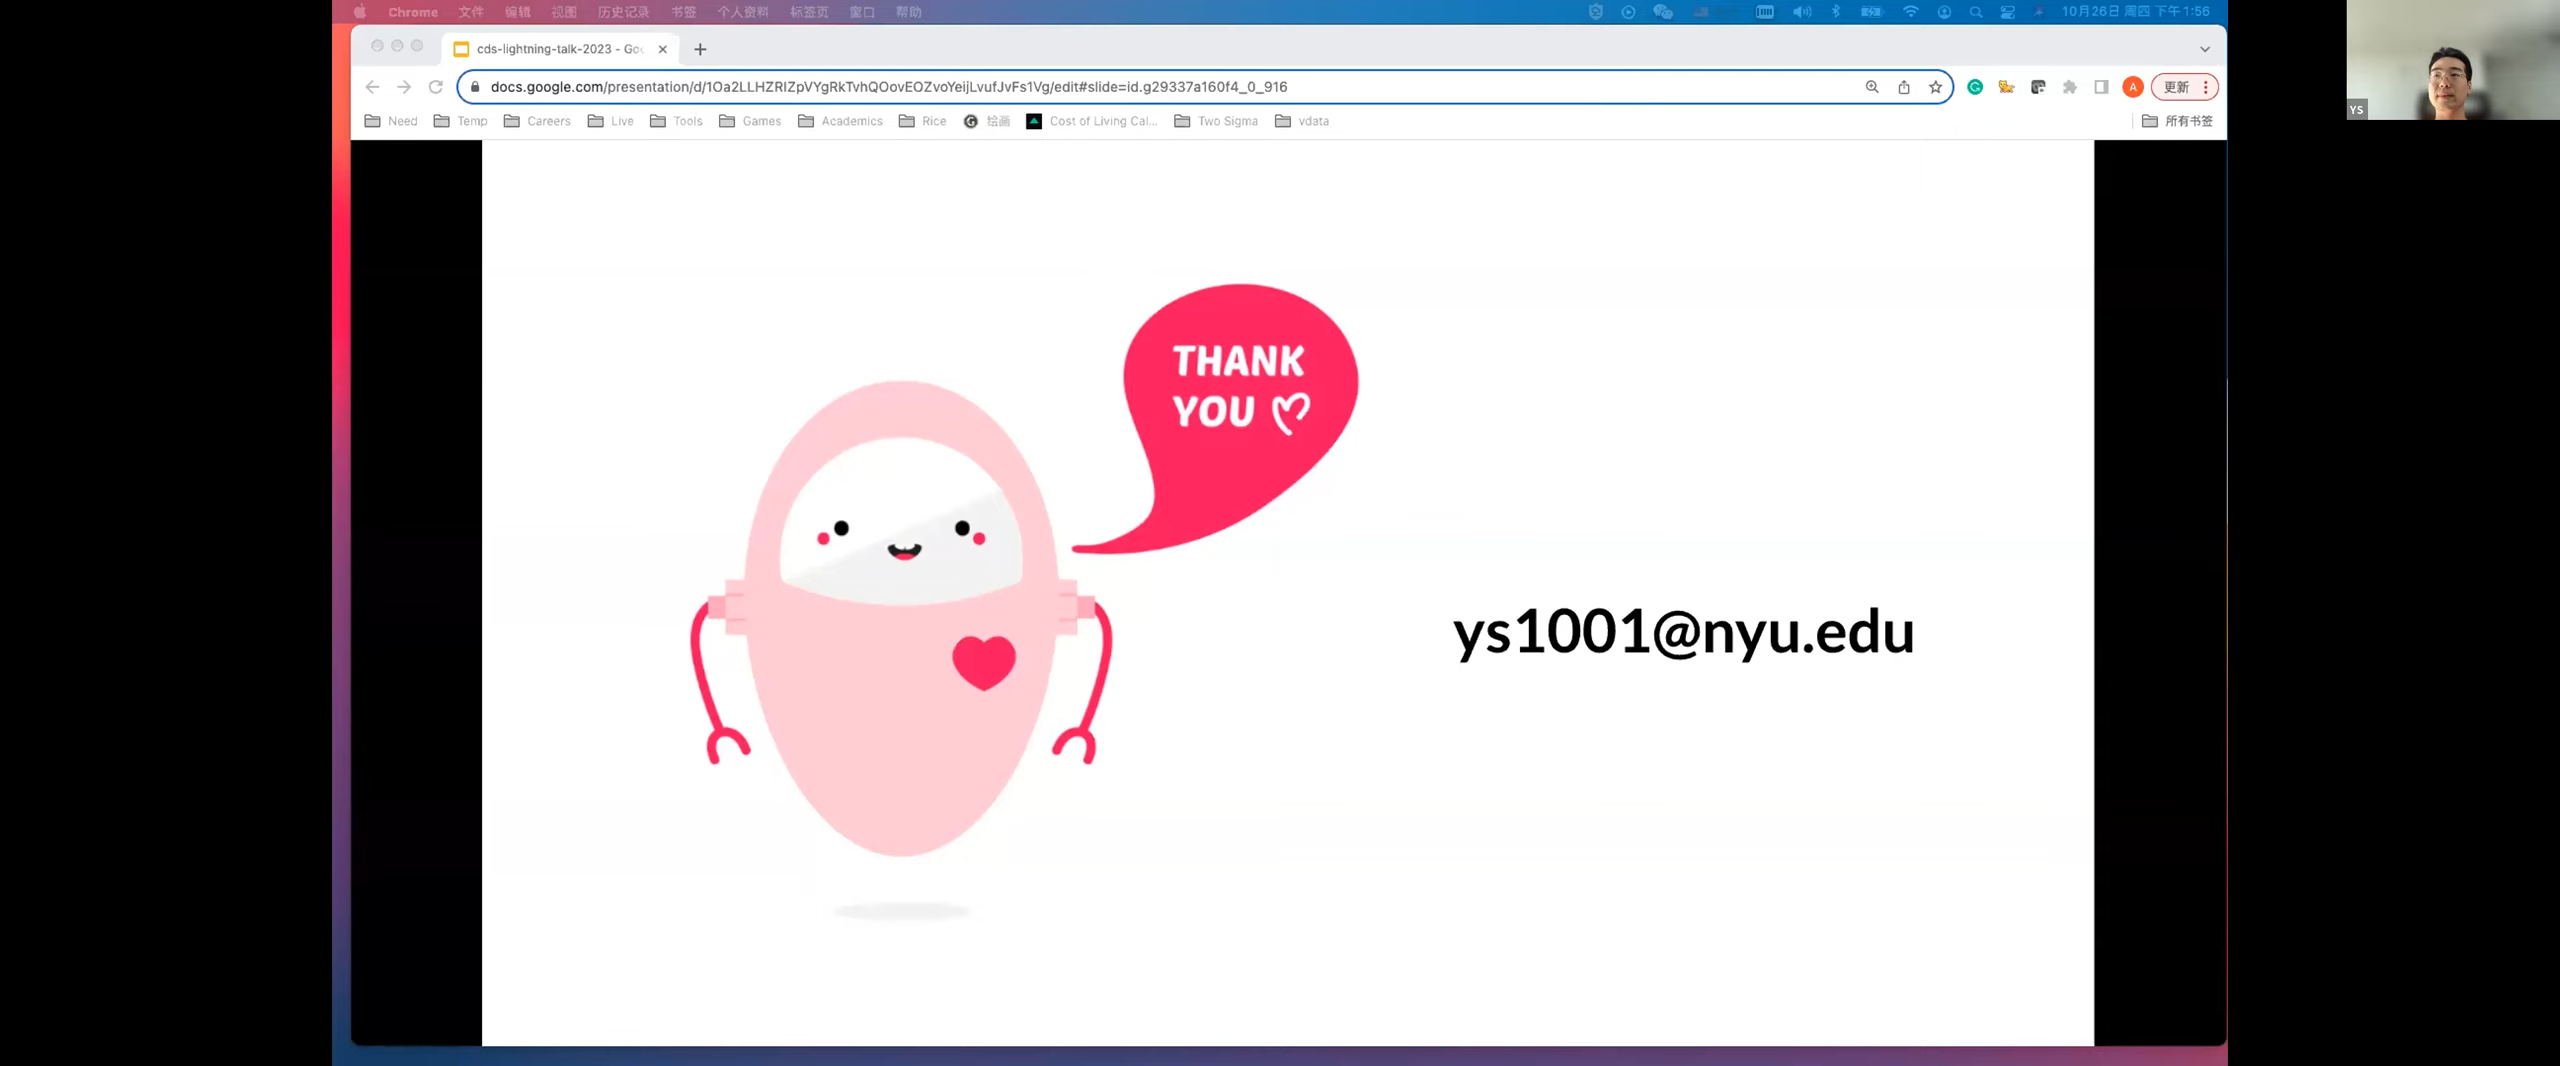 Chrome 文件 编辑 视图 历史记录 书签 个人资料 标签页 窗口 帮助 10月26日 周四 下午1:56
cds-lightning-talk-2023 - Goo
docs.google.com/presentation/d/1Oa2LLHZRIZpVYgRkTvhQOovEOZvoYeijLvufJvFs1Vg/edit#slide=id.g29337a160f4_0_916 A 更新
Need Temp Careers Live Tools Games Academics Rice 绘画 Cost of Living Cal... Two Sigma vdata 所有书签
YS
THANK
YOU
ys1001@nyu.edu